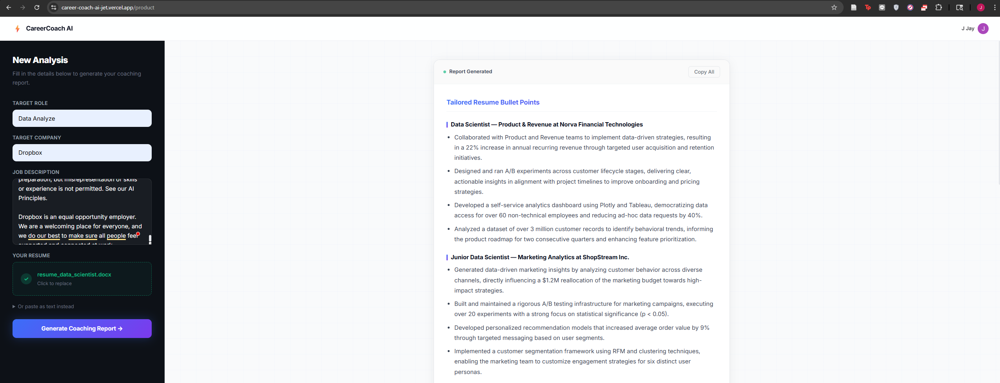 career-coach-ai-jet.vercel.app/product
Tp
J
CareerCoach AI
J Jay
J
New Analysis
Fill in the details below to generate your coaching
report.
TARGET ROLE
Data Analyze
TARGET COMPANY
Dropbox
JOB DESCRIPTION
preparation, but misrepresentation of skills
or experience is not permitted. See our AI
Principles.
Dropbox is an equal opportunity employer.
We are a welcoming place for everyone, and
we do our best to make sure all people feel
supported and connected at work
YOUR RESUME
resume_data_scientist.docx
Click to replace
Or paste as text instead
Generate Coaching Report →
Report Generated
Copy All
Tailored Resume Bullet Points
Data Scientist — Product & Revenue at Norva Financial Technologies
• Collaborated with Product and Revenue teams to implement data-driven strategies, resulting
in a 22% increase in annual recurring revenue through targeted user acquisition and retention
initiatives.
• Designed and ran A/B experiments across customer lifecycle stages, delivering clear,
actionable insights in alignment with project timelines to improve onboarding and pricing
strategies.
• Developed a self-service analytics dashboard using Plotly and Tableau, democratizing data
access for over 60 non-technical employees and reducing ad-hoc data requests by 40%.
• Analyzed a dataset of over 3 million customer records to identify behavioral trends, informing
the product roadmap for two consecutive quarters and enhancing feature prioritization.
Junior Data Scientist — Marketing Analytics at ShopStream Inc.
• Generated data-driven marketing insights by analyzing customer behavior across diverse
channels, directly influencing a $1.2M reallocation of the marketing budget towards high-
impact strategies.
• Built and maintained a rigorous A/B testing infrastructure for marketing campaigns, executing
over 20 experiments with a strong focus on statistical significance (p < 0.05).
• Developed personalized recommendation models that increased average order value by 9%
through targeted messaging based on user segments.
• Implemented a customer segmentation framework using RFM and clustering techniques,
enabling the marketing team to customize engagement strategies for six distinct user
personas.